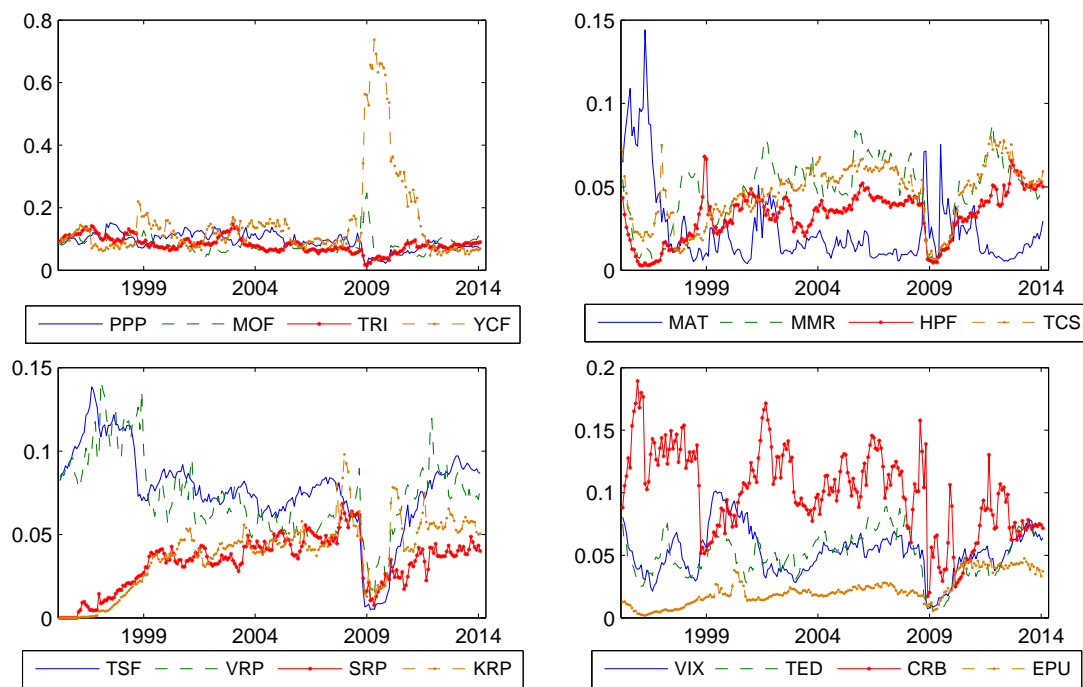 0.8
0.6
0.4
0.2
0
1999 2004 2009 2014
PPP MOF TRI YCF
0.15
0.1
0.05
0
1999 2004 2009 2014
MAT MMR HPF TCS
0.15
0.1
0.05
0
1999 2004 2009 2014
TSF VRP SRP KRP
0.2
0.15
0.1
0.05
0
1999 2004 2009 2014
VIX TED CRB EPU